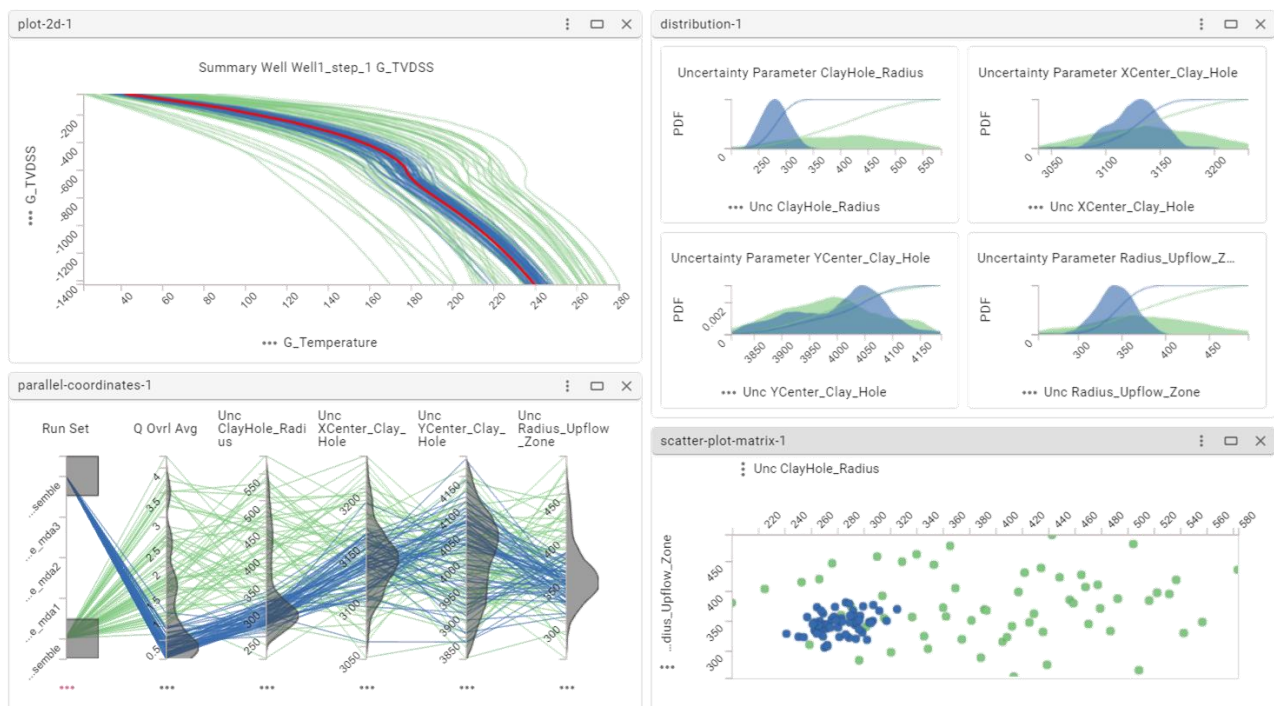 plot-2d-1
Summary Well Well1_step_1 G_TVDSS
G_TVDSS
-200
-400
-600
-800
-1000
-1200
-1400
40 60 80 100 120 140 160 180 200 220 240 260 280
G_Temperature
distribution-1
Uncertainty Parameter ClayHole_Radius
PDF
0
250 300 350 400 450 500 550
Unc ClayHole_Radius
Uncertainty Parameter XCenter_Clay_Hole
PDF
0
3050 3100 3150 3200
Unc XCenter_Clay_Hole
Uncertainty Parameter YCenter_Clay_Hole
PDF
0.002
0
3850 3900 3950 4000 4050 4100 4150
Unc YCenter_Clay_Hole
Uncertainty Parameter Radius_Upflow_Z...
PDF
0
300 350 400 450
Unc Radius_Upflow_Zone
parallel-coordinates-1
Run Set
Q Ovrl Avg
Unc
ClayHole_Radi
us
Unc
XCenter_Clay_
Hole
Unc
YCenter_Clay_
Hole
Unc
Radius_Upflow
_Zone
...semble
...e_mda3
...e_mda2
...e_mda1
...semble
4
3.5
3
2.5
2
1.5
1
0.5
550
500
450
400
350
300
250
3200
3150
3100
3050
4150
4100
4050
4000
3950
3900
3850
450
400
350
300
scatter-plot-matrix-1
Unc ClayHole_Radius
220 240 260 280 300 320 340 360 380 400 420 440 460 480 500 520 540 560 580
...dius_Upflow_Zone
450
400
350
300